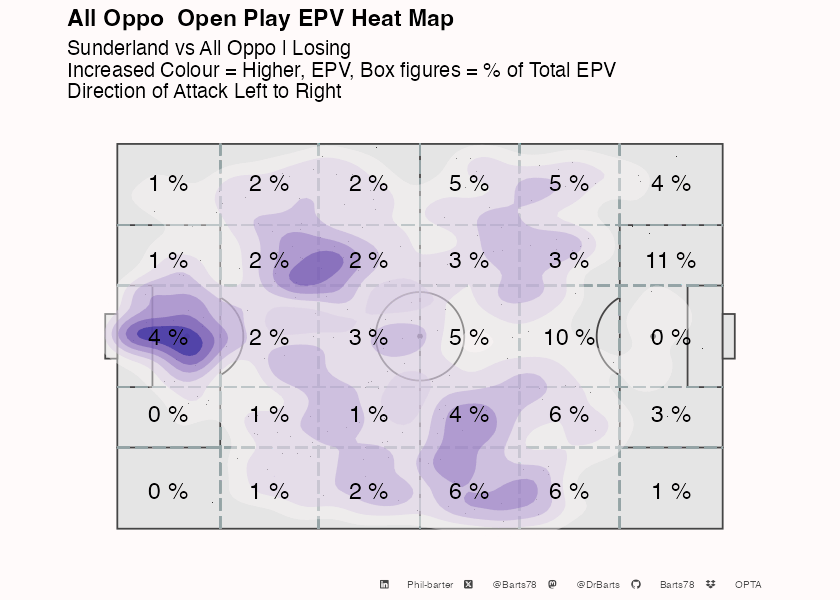 All Oppo  Open Play EPV Heat Map
Sunderland vs All Oppo | Losing
Increased Colour = Higher, EPV, Box figures = % of Total EPV
Direction of Attack Left to Right
1 % 2 % 2 % 5 % 5 % 4 %
1 % 2 % 2 % 3 % 3 % 11 %
4 % 2 % 3 % 5 % 10 % 0 %
0 % 1 % 1 % 4 % 6 % 3 %
0 % 1 % 2 % 6 % 6 % 1 %
Phil-barter @Barts78 @DrBarts Barts78 OPTA